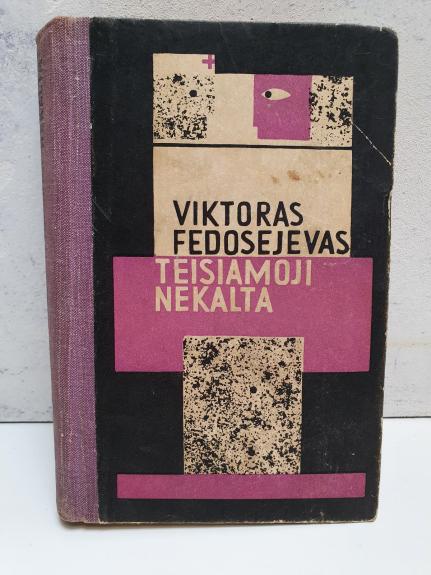 VIKTORAS
FEDOSEJEVAS
TEISIAMOJI
NEKALTA